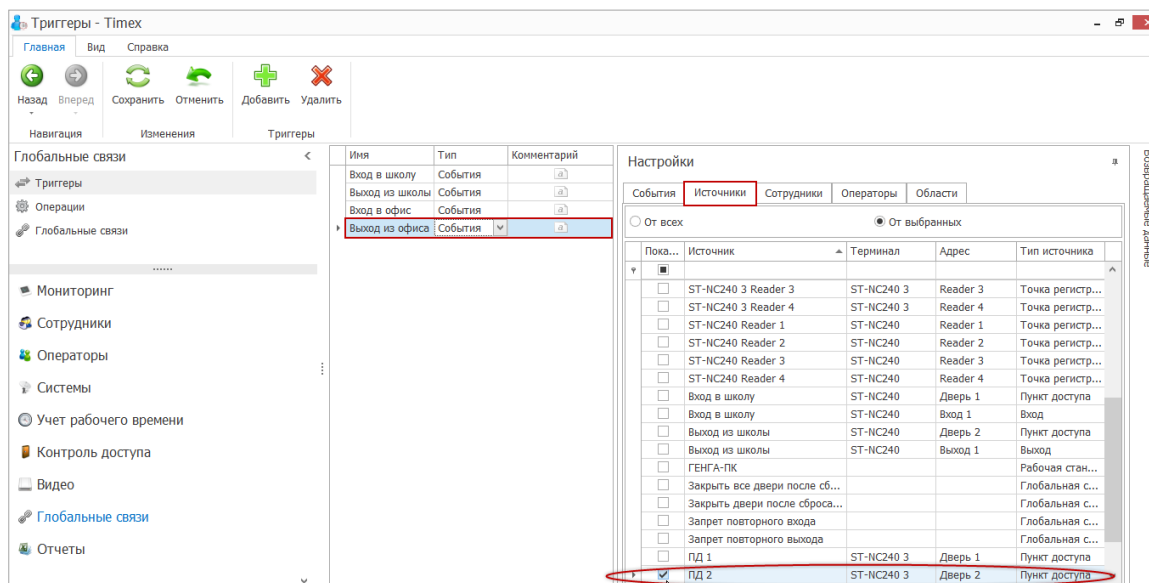 Триггеры - Timex
Главная Вид Справка
Назад Вперед Сохранить Отменить Добавить Удалить
Навигация Изменения Триггеры
Глобальные связи
Триггеры
Операции
Глобальные связи
Мониторинг
Сотрудники
Операторы
Системы
Учет рабочего времени
Контроль доступа
Видео
Глобальные связи
Отчеты
Имя Тип Комментарий
Вход в школу События a
Выход из школы События a
Вход в офис События a
Выход из офиса События a
Настройки
События Источники Сотрудники Операторы Области
От всех От выбранных
Пока... Источник Терминал Адрес Тип источника
ST-NC240 3 Reader 3 ST-NC240 3 Reader 3 Точка регистр...
ST-NC240 3 Reader 4 ST-NC240 3 Reader 4 Точка регистр...
ST-NC240 Reader 1 ST-NC240 Reader 1 Точка регистр...
ST-NC240 Reader 2 ST-NC240 Reader 2 Точка регистр...
ST-NC240 Reader 3 ST-NC240 Reader 3 Точка регистр...
ST-NC240 Reader 4 ST-NC240 Reader 4 Точка регистр...
Вход в школу ST-NC240 Дверь 1 Пункт доступа
Вход в школу ST-NC240 Вход 1 Вход
Выход из школы ST-NC240 Дверь 2 Пункт доступа
Выход из школы ST-NC240 Выход 1 Выход
ГЕНГА-ПК Рабочая стан...
Закрыть все двери после сб... Глобальная с...
Закрыть двери после сброса... Глобальная с...
Запрет повторного входа Глобальная с...
Запрет повторного выхода Глобальная с...
ПД 1 ST-NC240 3 Дверь 1 Пункт доступа
ПД 2 ST-NC240 3 Дверь 2 Пункт доступа
Возвращаемые данные